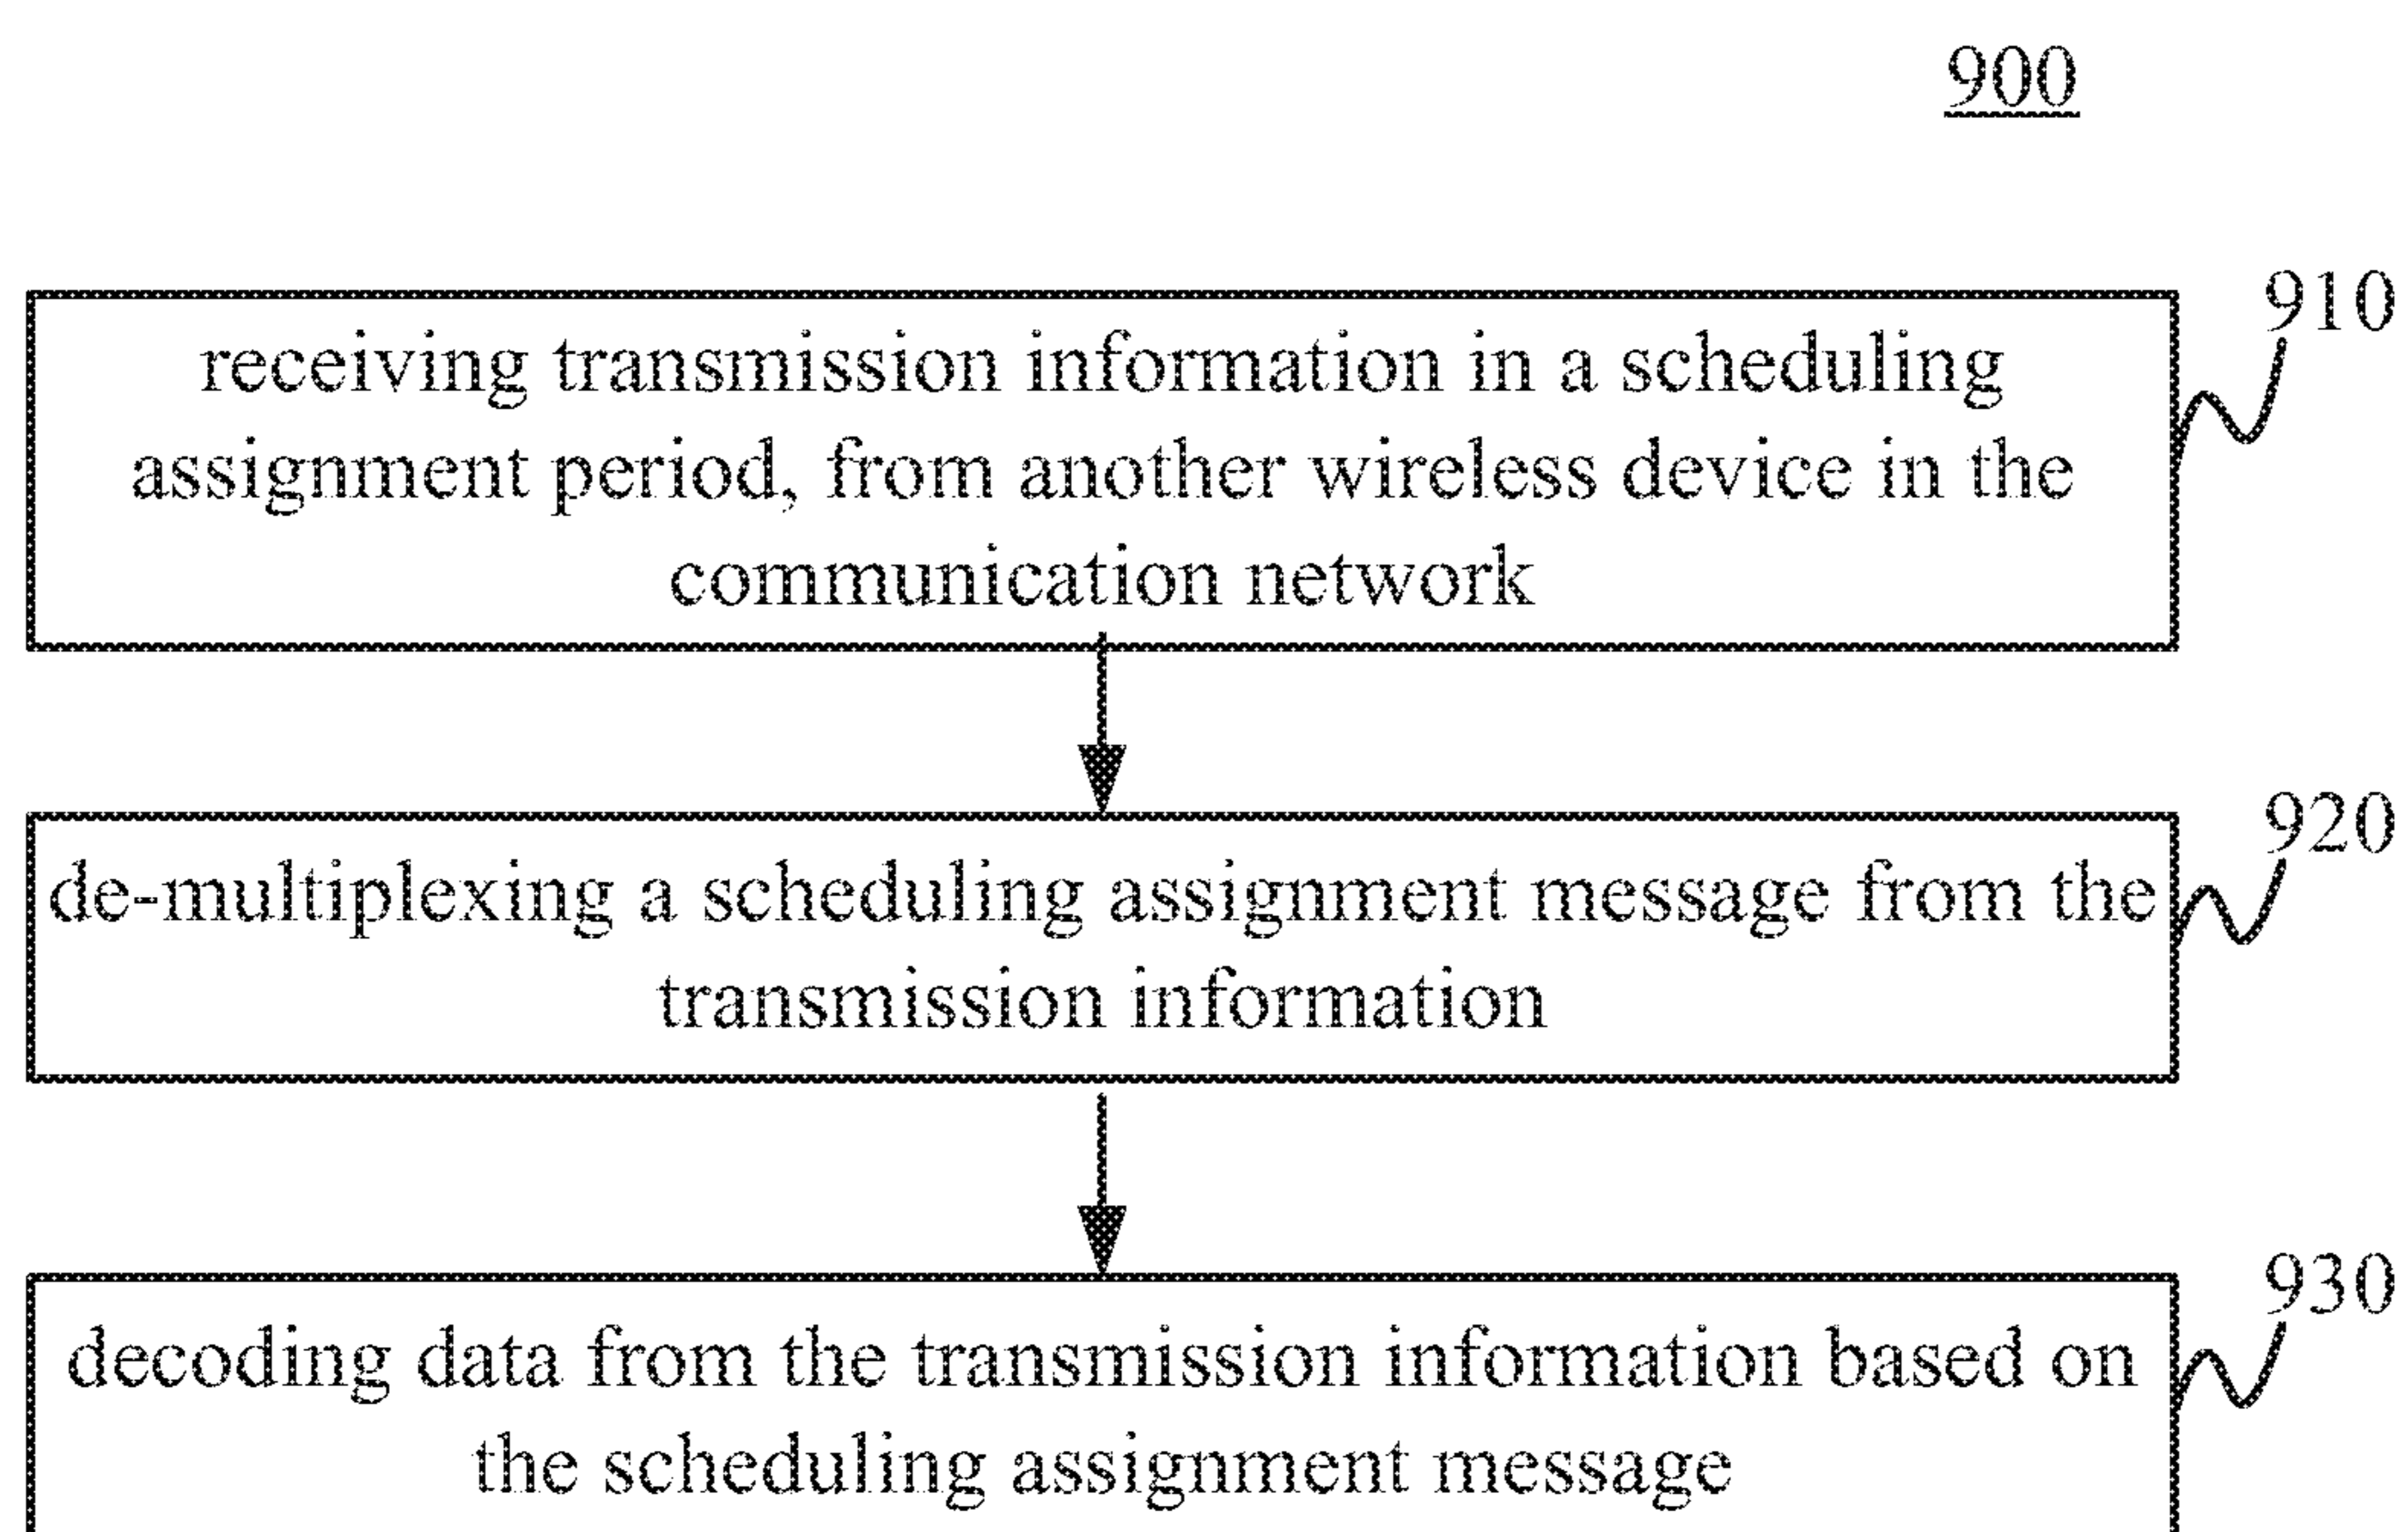 900
910
receiving transmission information in a scheduling
assignment period, from another wireless device in the
communication network
920
de-multiplexing a scheduling assignment message from the
transmission information
930
decoding data from the transmission information based on
the scheduling assignment message